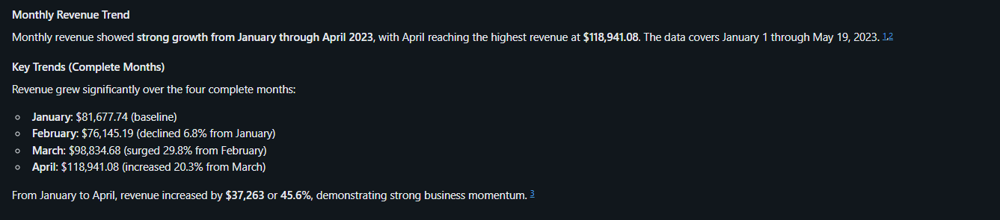 Monthly Revenue Trend
Monthly revenue showed strong growth from January through April 2023, with April reaching the highest revenue at $118,941.08. The data covers January 1 through May 19, 2023. 1,2
Key Trends (Complete Months)
Revenue grew significantly over the four complete months:
January: $81,677.74 (baseline)
February: $76,145.19 (declined 6.8% from January)
March: $98,834.68 (surged 29.8% from February)
April: $118,941.08 (increased 20.3% from March)
From January to April, revenue increased by $37,263 or 45.6%, demonstrating strong business momentum. 3